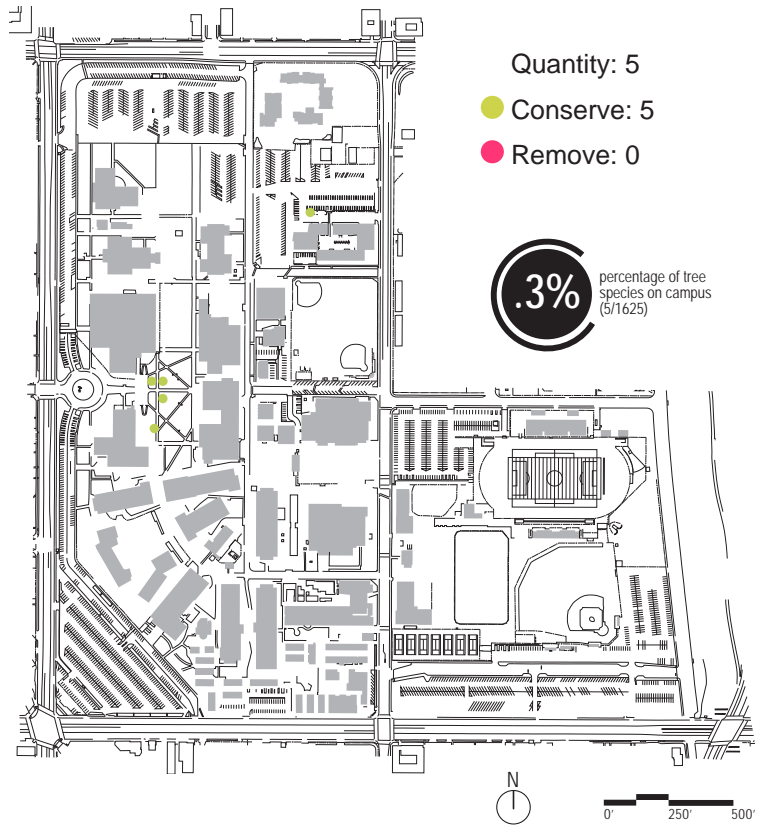 Quantity: 5
Conserve: 5
Remove: 0
.3%
percentage of tree
species on campus
(5/1625)
N
0' 250' 500'